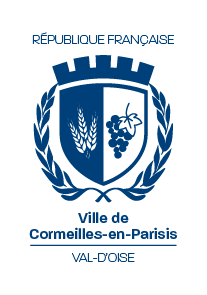 RÉPUBLIQUE FRANÇAISE
Ville de
Cormeilles-en-Parisis
VAL-D'OISE